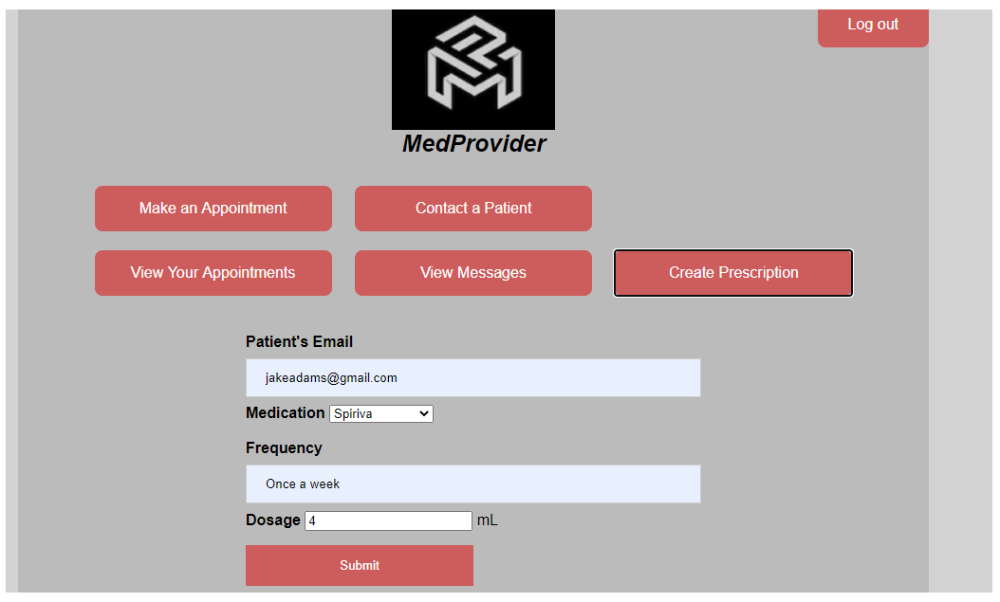 Log out
MedProvider
Make an Appointment
Contact a Patient
View Your Appointments
View Messages
Create Prescription
Patient's Email
jakeadams@gmail.com
Medication Spiriva
Frequency
Once a week
Dosage 4 mL
Submit